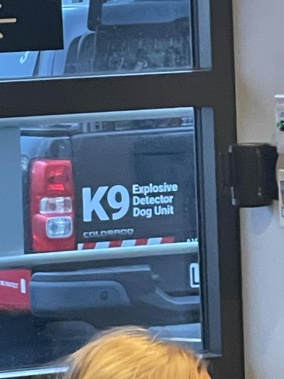 K9 Explosive
Detector
Dog Unit
COLORADO